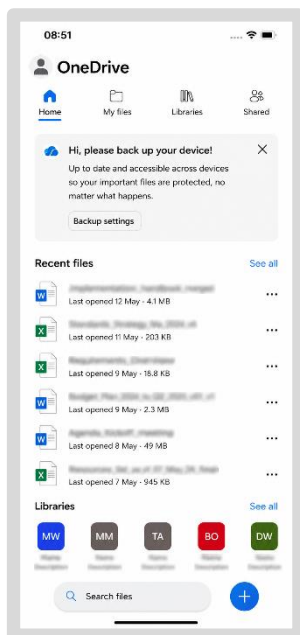 08:51
OneDrive
Home My files Libraries Shared
Hi, please back up your device!
Up to date and accessible across devices
so your important files are protected, no
matter what happens.
Backup settings
Recent files See all
W
Last opened 12 May · 4.1 MB
X
Last opened 11 May · 203 KB
X
Last opened 9 May · 18.8 KB
W
Last opened 9 May · 2.3 MB
W
Last opened 8 May · 49 MB
X
Last opened 7 May · 945 KB
Libraries See all
MW MM TA BO DW
Search files